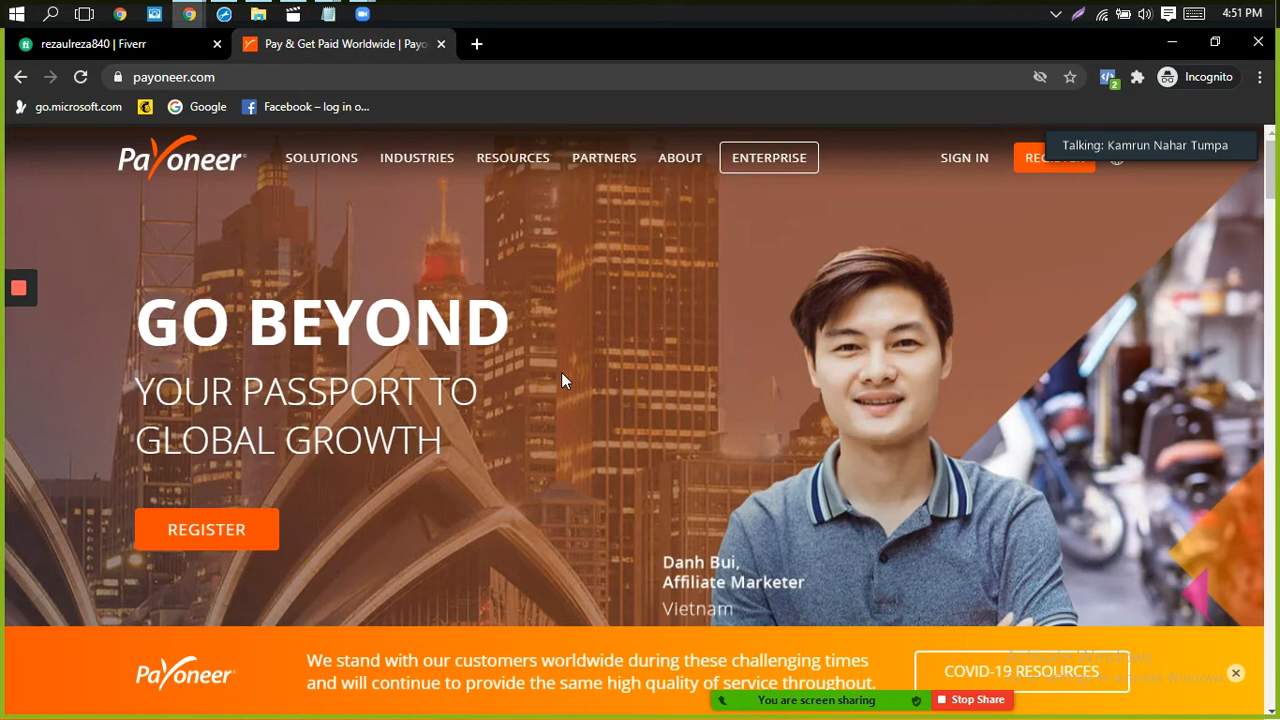 4:51 PM
rezaulreza840 | Fiverr
Pay & Get Paid Worldwide | Payo
payoneer.com
2
Incognito
go.microsoft.com
Google
Facebook – log in o...
Payoneer
SOLUTIONS
INDUSTRIES
RESOURCES
PARTNERS
ABOUT
ENTERPRISE
SIGN IN
Talking: Kamrun Nahar Tumpa
GO BEYOND
YOUR PASSPORT TO
GLOBAL GROWTH
REGISTER
Danh Bui,
Affiliate Marketer
Vietnam
Payoneer
We stand with our customers worldwide during these challenging times
and will continue to provide the same high quality of service throughout.
COVID-19 RESOURCES
You are screen sharing
Stop Share